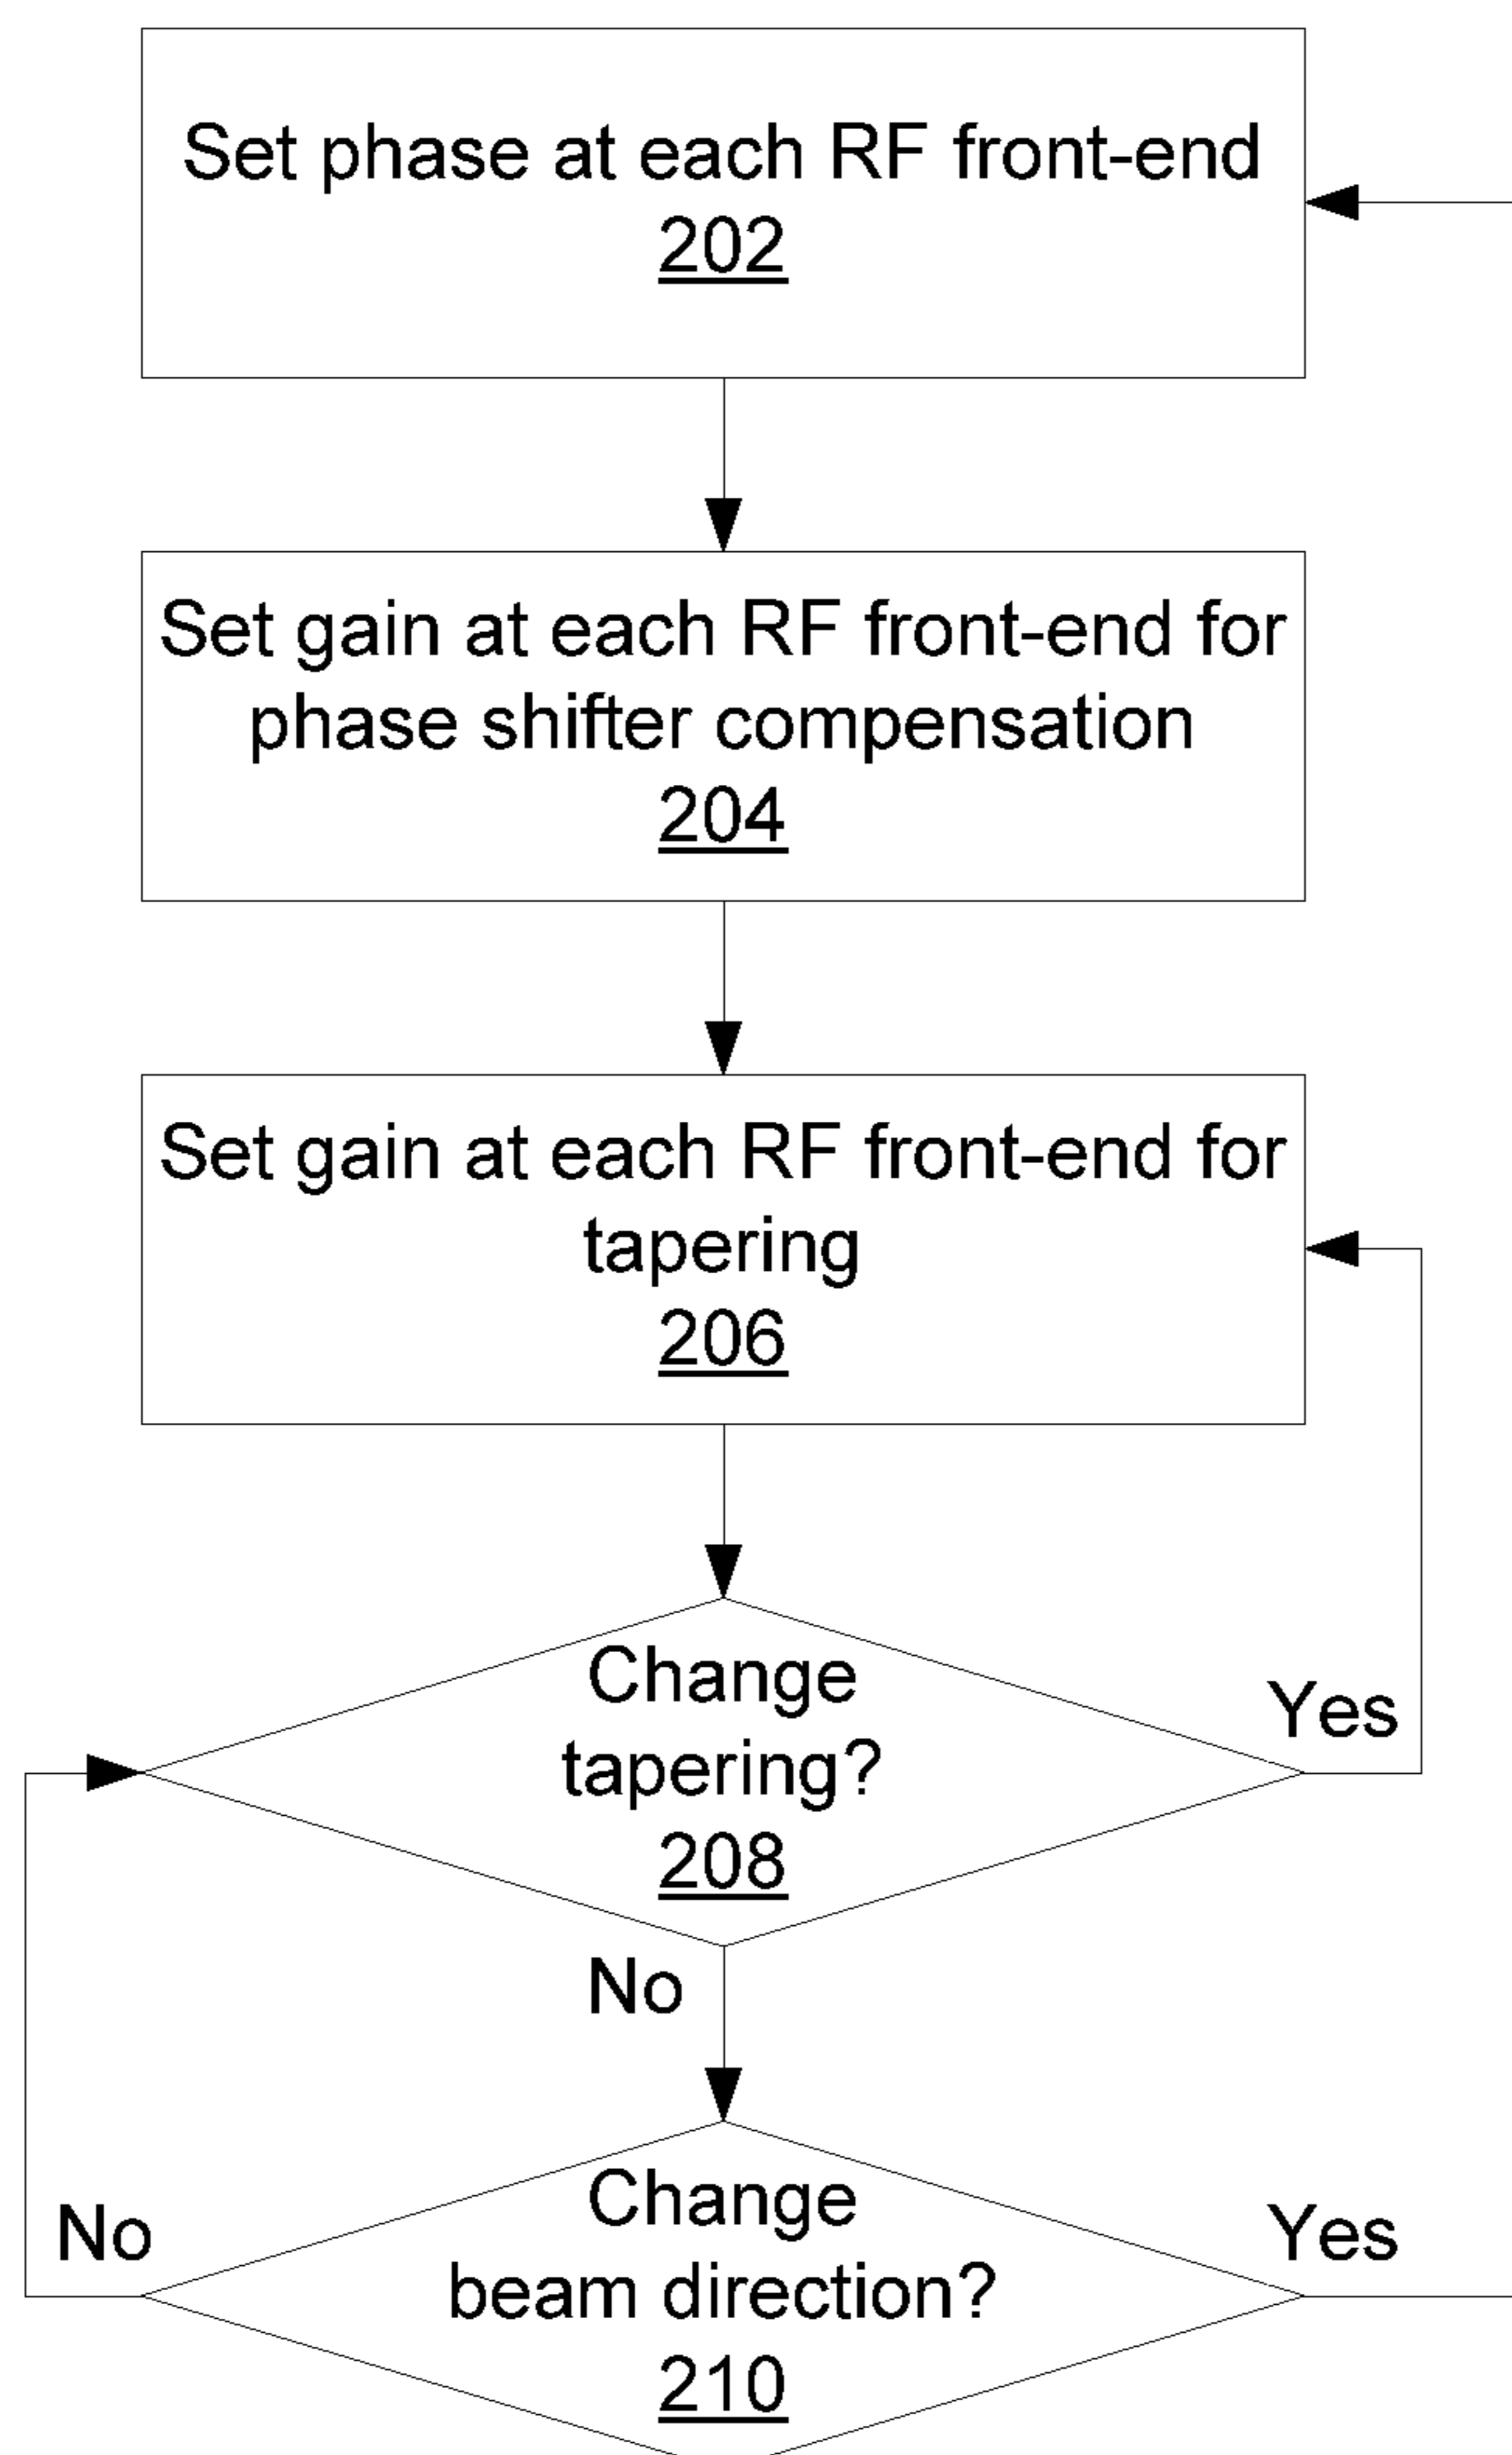 Set phase at each RF front-end
202
Set gain at each RF front-end for
phase shifter compensation
204
Set gain at each RF front-end for
tapering
206
Change
tapering?
208
Yes
No
Change
beam direction?
210
No
Yes